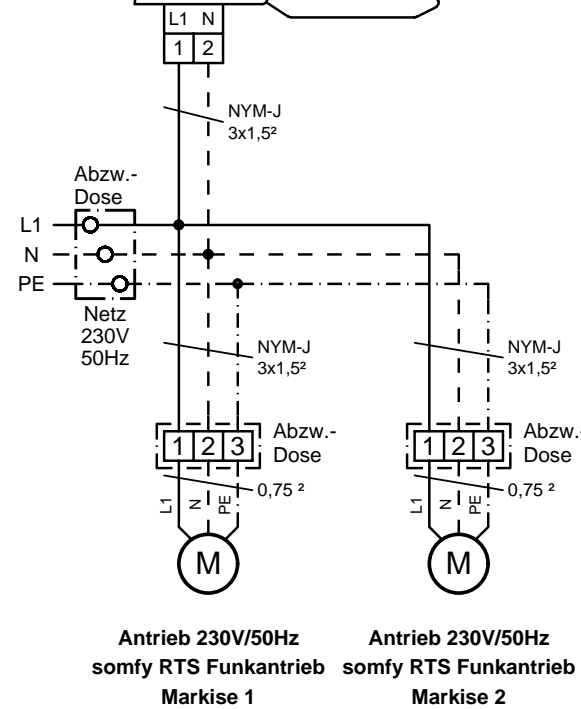 L1 N
1 2
NYM-J
3x1,5²
Abzw.-
Dose
L1
N
PE
Netz
230V
50Hz
NYM-J
3x1,5²
NYM-J
3x1,5²
1 2 3
Abzw.-
Dose
1 2 3
Abzw.-
Dose
L1 N PE
0,75 ²
L1 N PE
0,75 ²
M
M
Antrieb 230V/50Hz
somfy RTS Funkantrieb
Markise 1
Antrieb 230V/50Hz
somfy RTS Funkantrieb
Markise 2